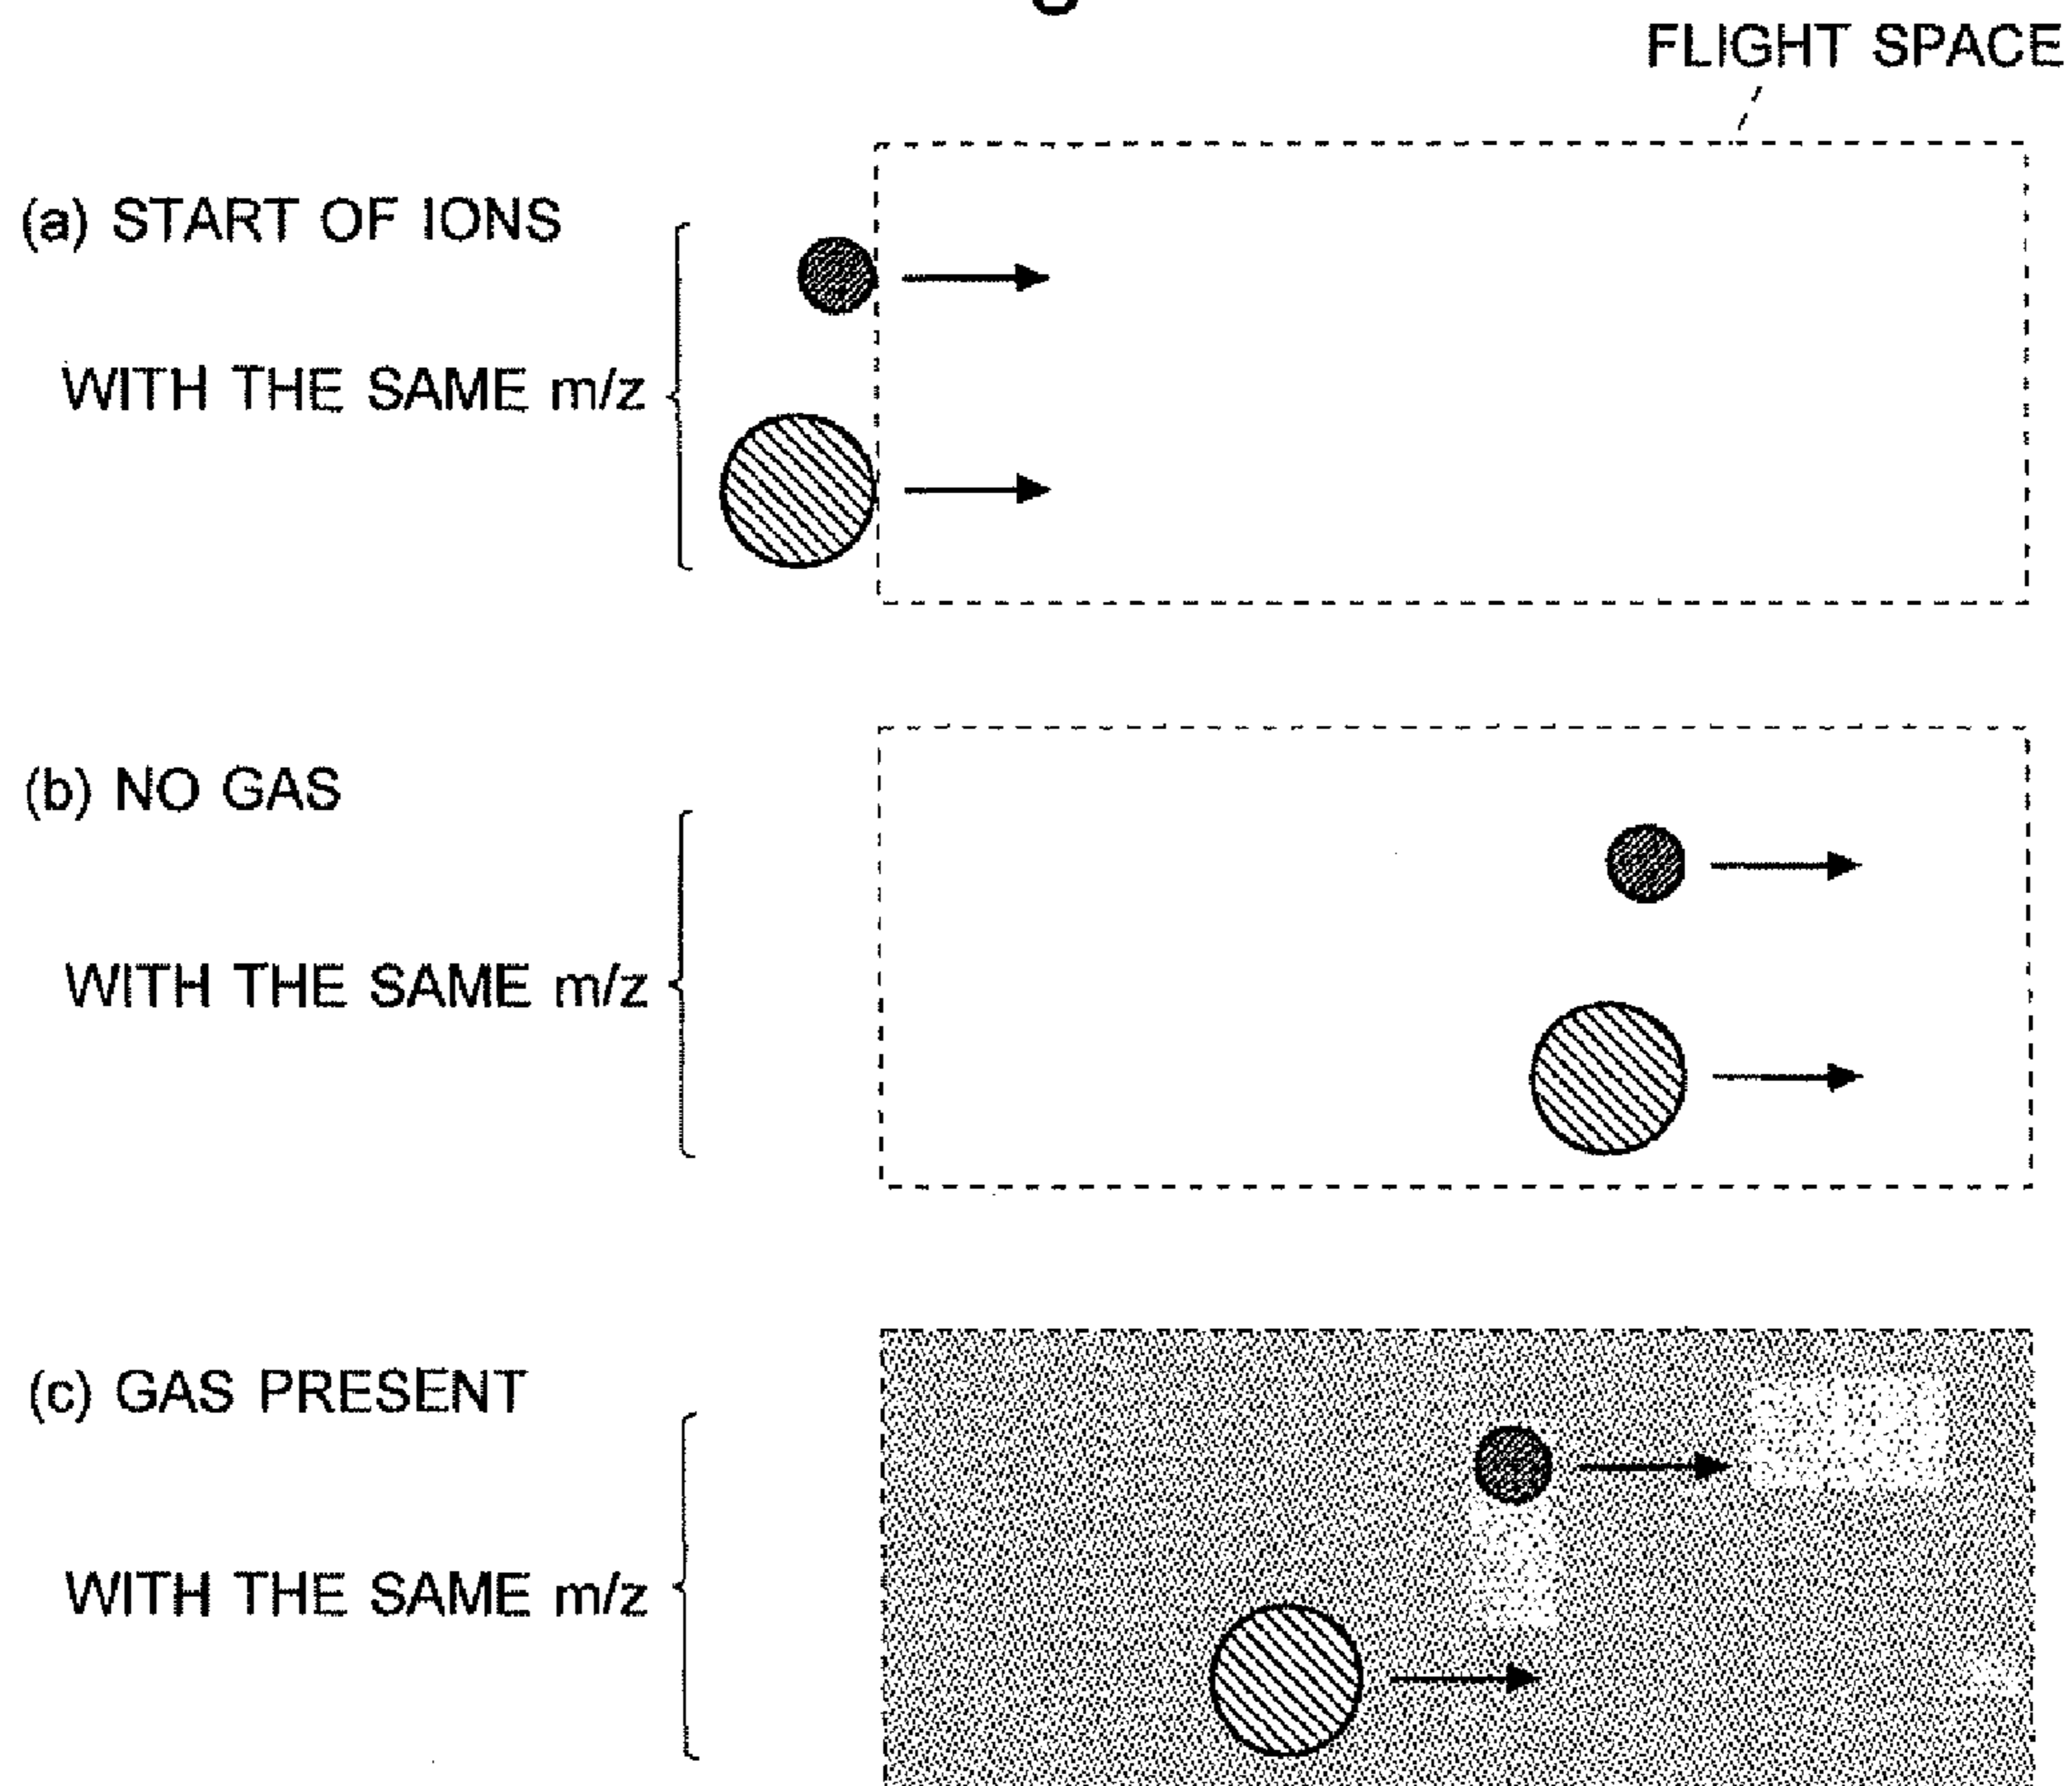 FLIGHT SPACE
(a) START OF IONS
WITH THE SAME m/z
(b) NO GAS
WITH THE SAME m/z
(c) GAS PRESENT
WITH THE SAME m/z